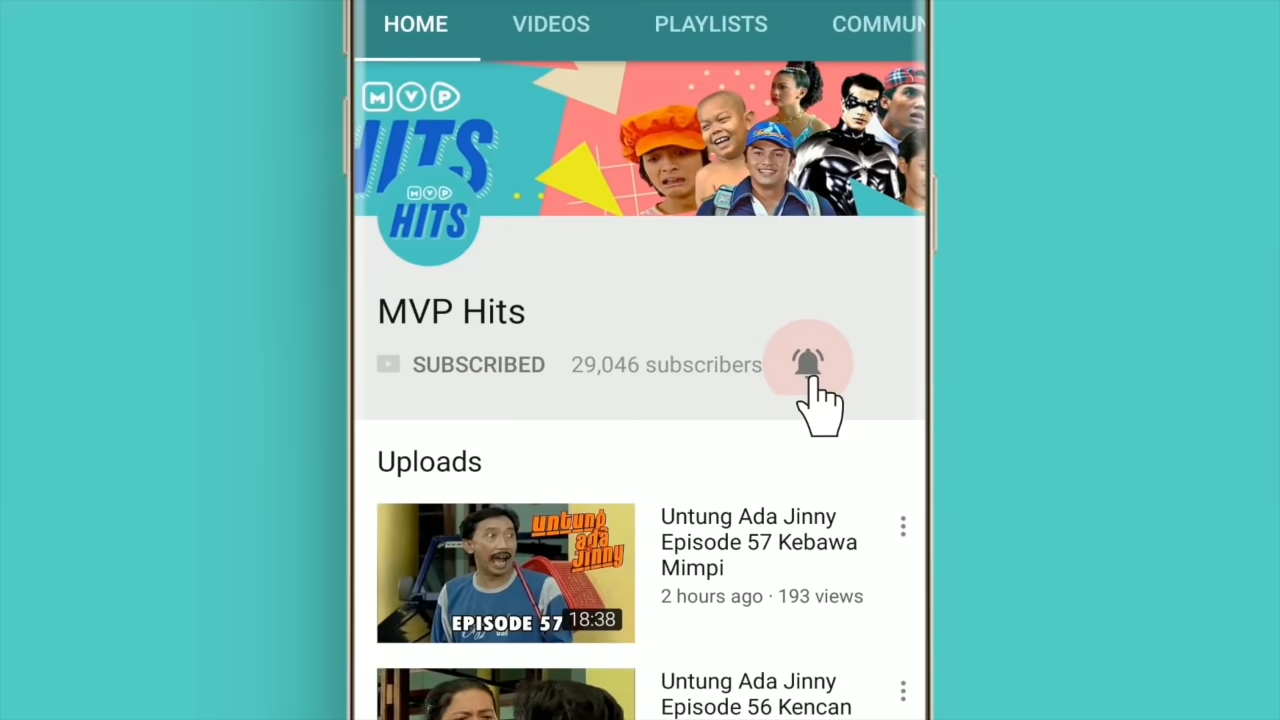 HOME VIDEOS PLAYLISTS COMMUN
MVP
HITS
MVP
HITS
MVP Hits
SUBSCRIBED 29,046 subscribers
Uploads
untung
ada
Jinny
EPISODE 57 18:38
Untung Ada Jinny
Episode 57 Kebawa
Mimpi
2 hours ago · 193 views
Untung Ada Jinny
Episode 56 Kencan